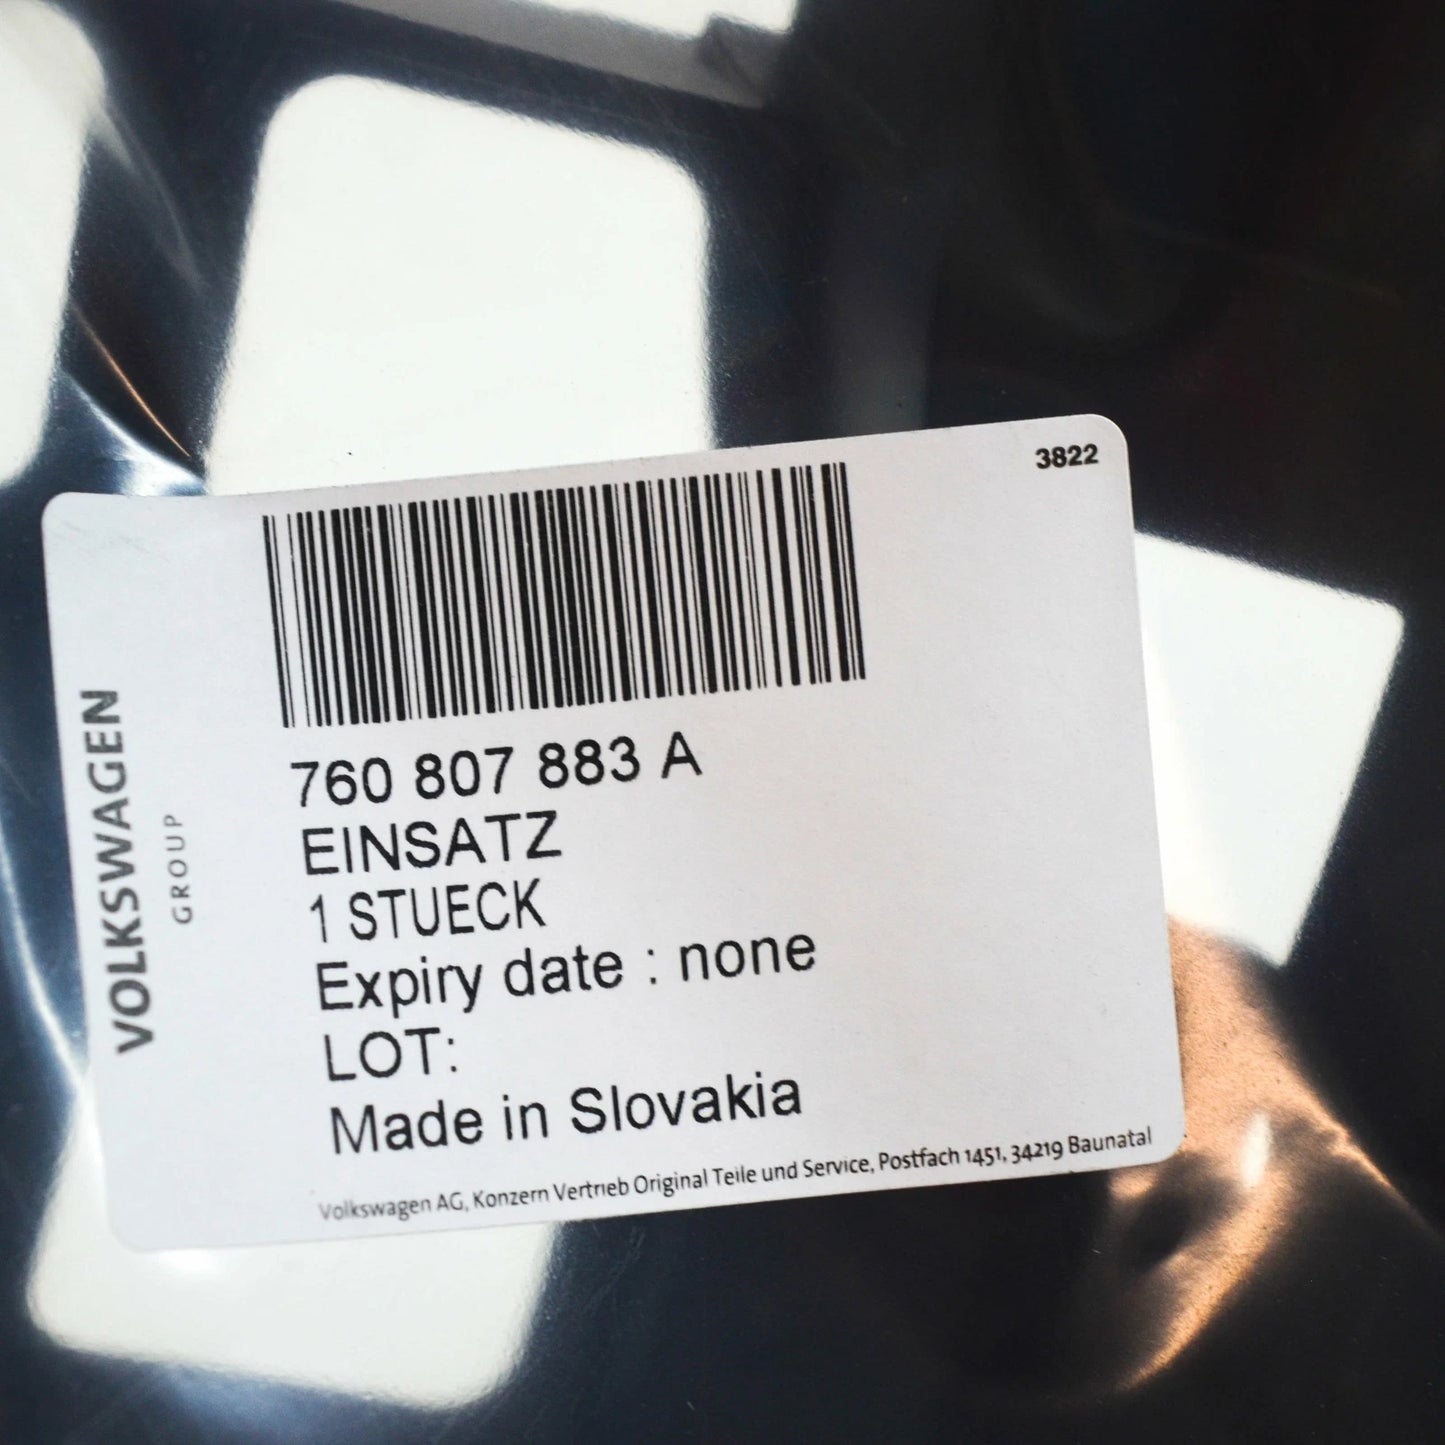 3822
VOLKSWAGEN
GROUP
760 807 883 A
EINSATZ
1 STUECK
Expiry date : none
LOT:
Made in Slovakia
Volkswagen AG, Konzern Vertrieb Original Teile und Service, Postfach 1451, 34219 Baunatal